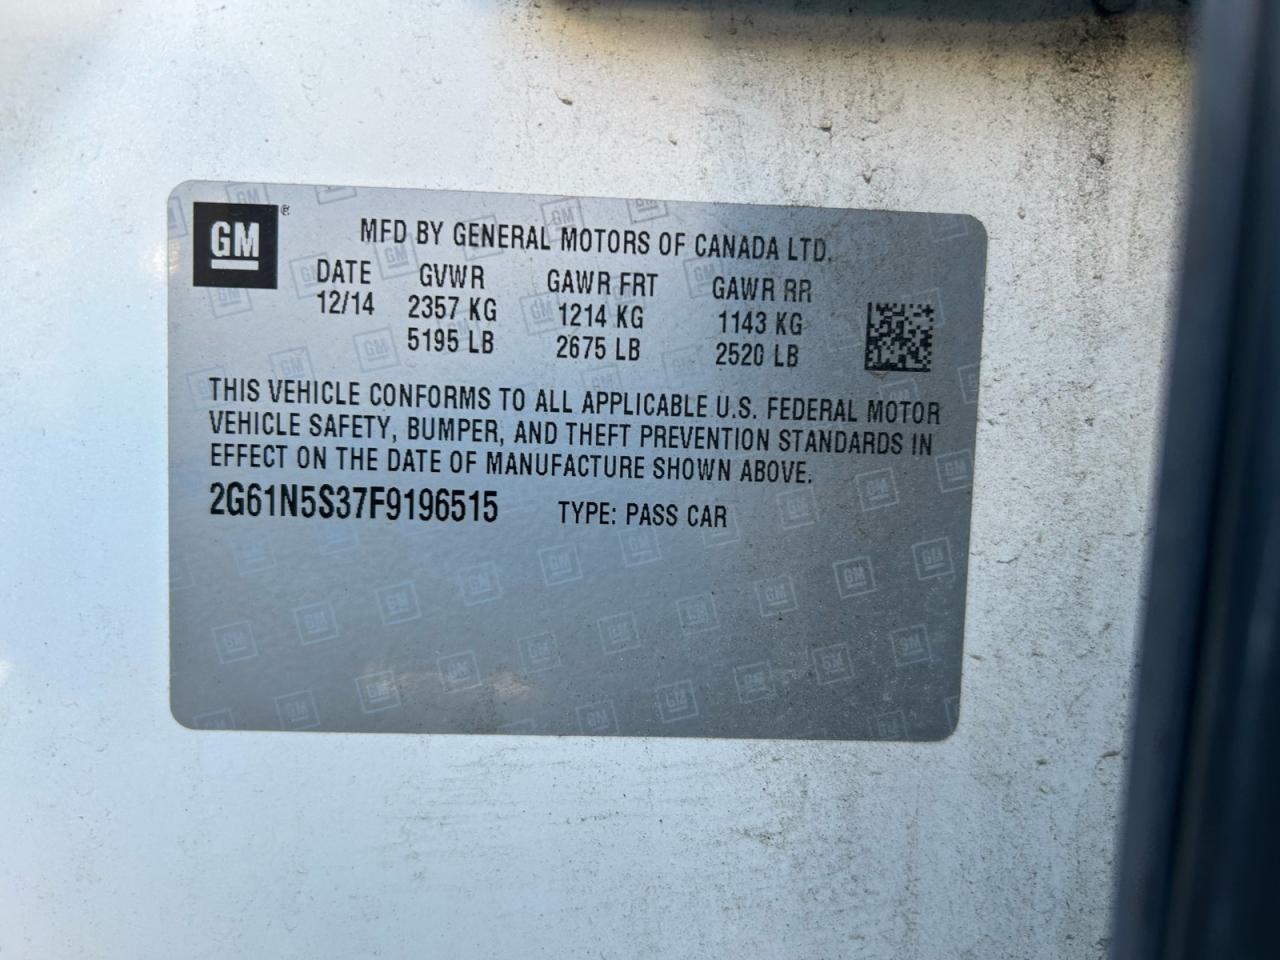 GM ®
MFD BY GENERAL MOTORS OF CANADA LTD.
DATE GVWR GAWR FRT GAWR RR
12/14 2357 KG 1214 KG 1143 KG
5195 LB 2675 LB 2520 LB
THIS VEHICLE CONFORMS TO ALL APPLICABLE U.S. FEDERAL MOTOR
VEHICLE SAFETY, BUMPER, AND THEFT PREVENTION STANDARDS IN
EFFECT ON THE DATE OF MANUFACTURE SHOWN ABOVE.
2G61N5S37F9196515 TYPE: PASS CAR